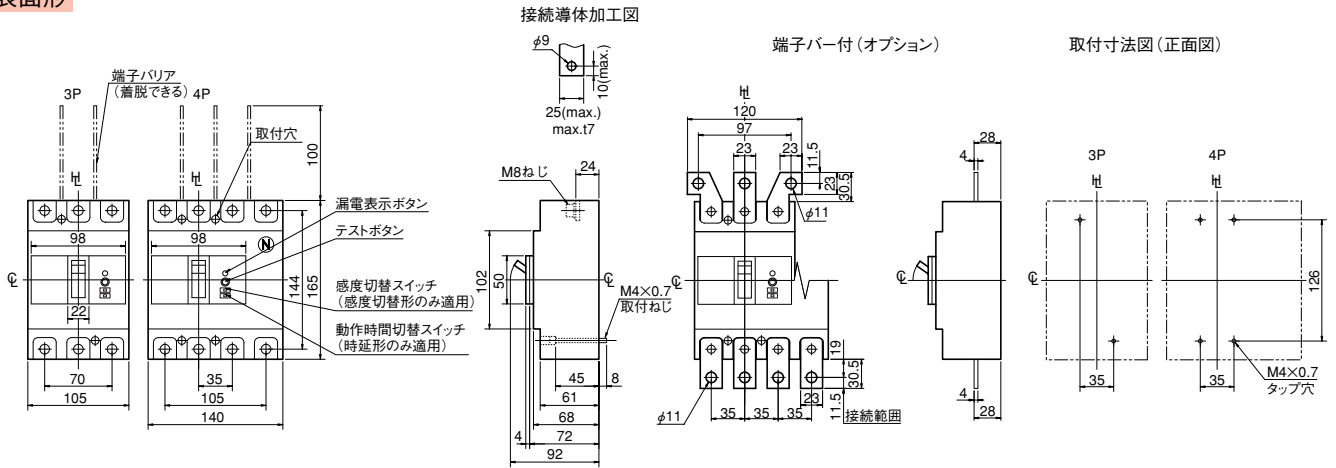 表面形
接続導体加工図
φ9
10(max.)
25(max.)
max.t7
端子バー付(オプション)
取付寸法図(正面図)
端子バリア
(着脱できる)
3P
4P
取付穴
100
HL
HL
98
98
N
漏電表示ボタン
テストボタン
感度切替スイッチ
(感度切替形のみ適用)
動作時間切替スイッチ
(時延形のみ適用)
22
144
165
CL
70
105
35
105
140
M8ねじ
24
102
50
M4×0.7
取付ねじ
45
8
61
68
4
72
92
HL
120
97
23
23
11.5
23
30.5
φ11
CL
19
30.5
11.5
23
φ11
35
35
35
接続範囲
28
4
CL
4
28
3P
4P
HL
HL
126
35
35
M4×0.7
タップ穴